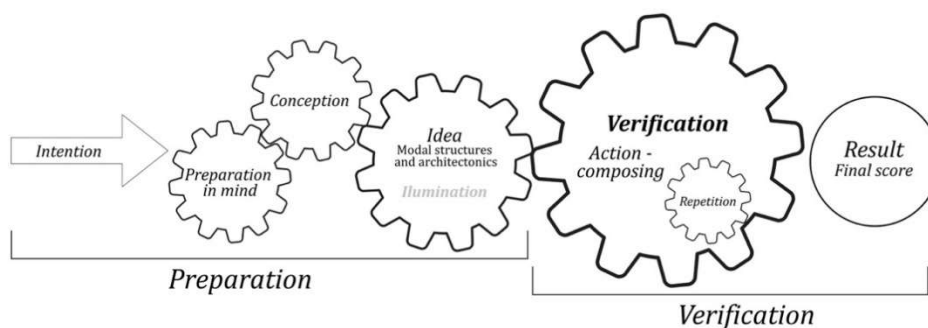 Intention
Preparation
in mind
Conception
Idea
Modal structures
and architectonics
Ilumination
Verification
Action -
composing
Repetition
Result
Final score
Preparation
Verification